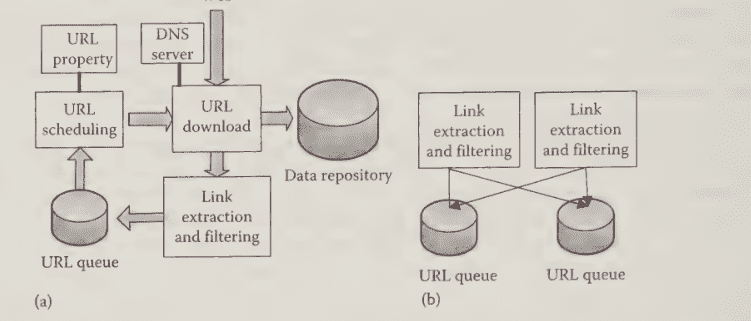 URL
property
DNS
server
URL
scheduling
URL
download
Data repository
Link
extraction
and filtering
URL queue
(a)
Link
extraction
and filtering
Link
extraction
and filtering
URL queue
URL queue
(b)